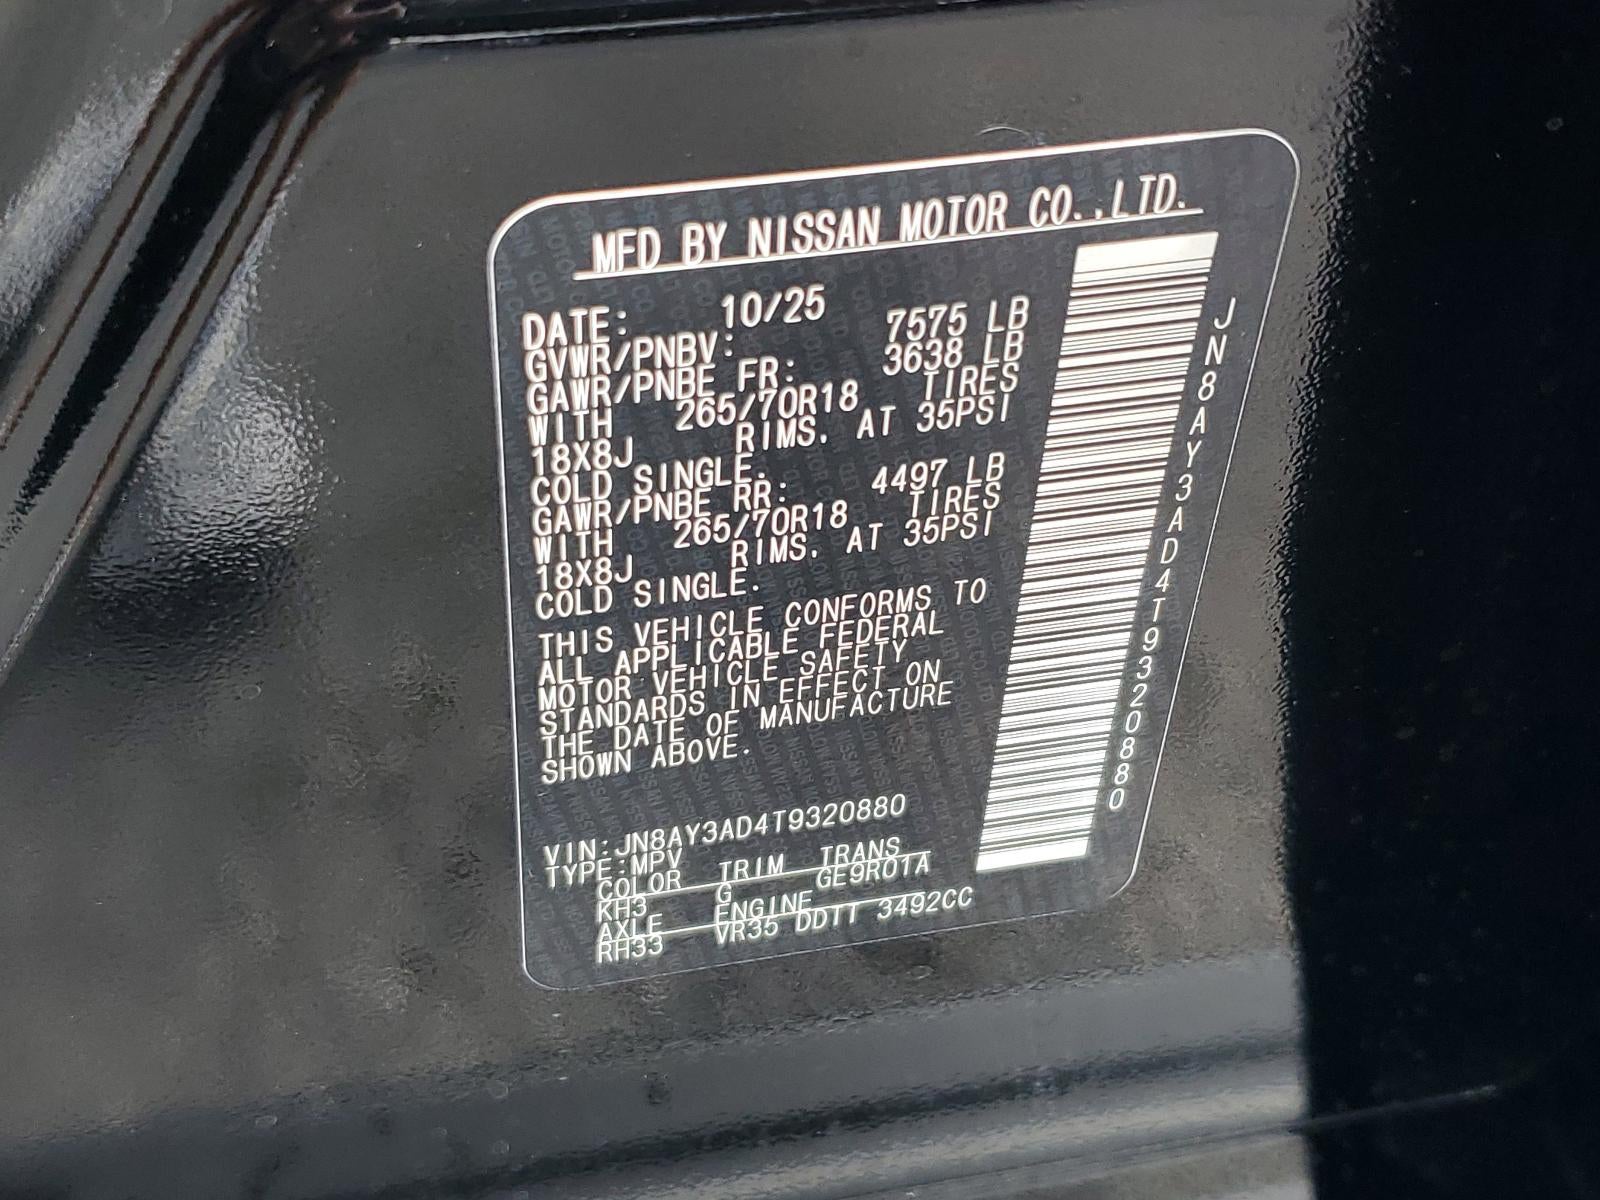 MFD BY NISSAN MOTOR CO.,LTD.
DATE: 10/25
GVWR/PNBV: 7575 LB
GAWR/PNBE FR: 3638 LB
WITH 265/70R18 TIRES
18X8J RIMS. AT 35PSI
COLD SINGLE.
GAWR/PNBE RR: 4497 LB
WITH 265/70R18 TIRES
18X8J RIMS. AT 35PSI
COLD SINGLE.
THIS VEHICLE CONFORMS TO
ALL APPLICABLE FEDERAL
MOTOR VEHICLE SAFETY
STANDARDS IN EFFECT ON
THE DATE OF MANUFACTURE
SHOWN ABOVE.
VIN:JN8AY3AD4T9320880
TYPE:MPV
COLOR TRIM TRANS
KH3 G GE9R01A
AXLE ENGINE
RH33 VR35 DDTT 3492CC
JN8AY3AD4T9320880